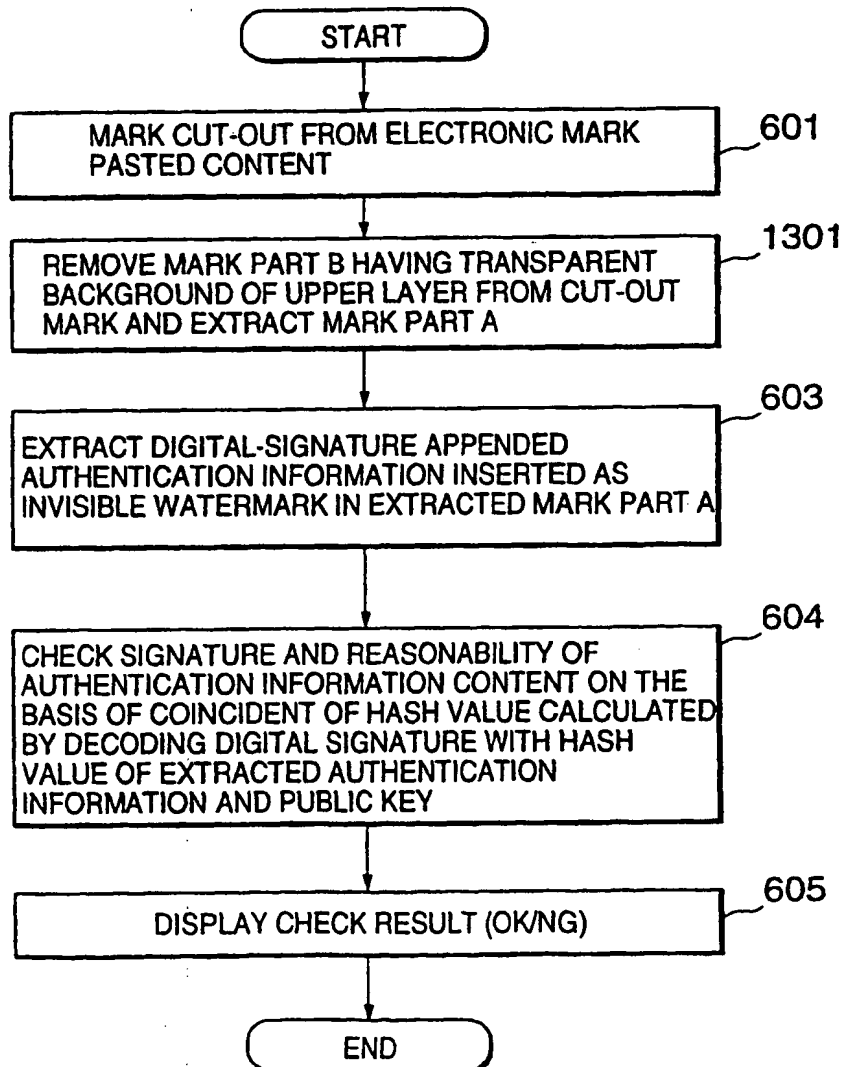 START
MARK CUT-OUT FROM ELECTRONIC MARK
PASTED CONTENT
601
REMOVE MARK PART B HAVING TRANSPARENT
BACKGROUND OF UPPER LAYER FROM CUT-OUT
MARK AND EXTRACT MARK PART A
1301
EXTRACT DIGITAL-SIGNATURE APPENDED
AUTHENTICATION INFORMATION INSERTED AS
INVISIBLE WATERMARK IN EXTRACTED MARK PART A
603
CHECK SIGNATURE AND REASONABILITY OF
AUTHENTICATION INFORMATION CONTENT ON THE
BASIS OF COINCIDENT OF HASH VALUE CALCULATED
BY DECODING DIGITAL SIGNATURE WITH HASH
VALUE OF EXTRACTED AUTHENTICATION
INFORMATION AND PUBLIC KEY
604
DISPLAY CHECK RESULT (OK/NG)
605
END